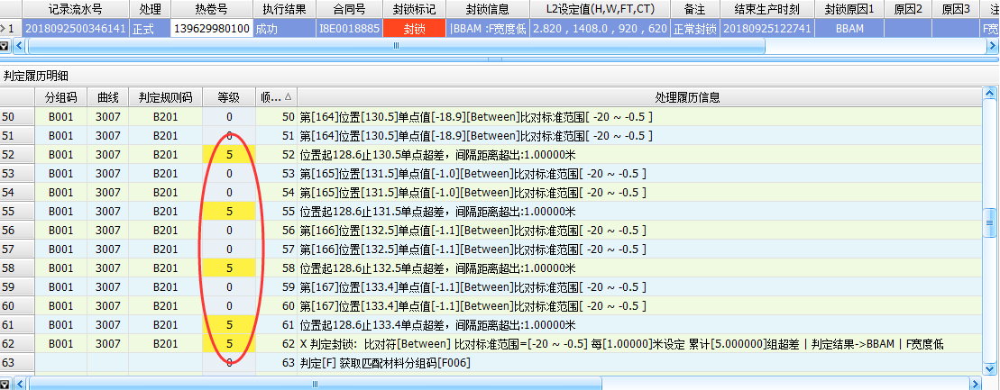 记录流水号 处理 热卷号 执行结果 合同号 封锁标记 封锁信息 L2设定值(H,W,FT,CT) 备注 结束生产时刻 封锁原因1 原因2 原因3
1 2018092500346141 正式 139629980100 成功 I8E0018885 封锁 |BBAM :F宽度低 2.820 , 1408.0 , 920 , 620 正常封锁 20180925122741 BBAM
判定履历明细
分组码 曲线 判定规则码 等级 顺... 处理履历信息
50 B001 3007 B201 0 50 第[164]位置[130.5]单点值[-18.9][Between]比对标准范围[ -20 ~ -0.5 ]
51 B001 3007 B201 0 51 第[164]位置[130.5]单点值[-18.9][Between]比对标准范围[ -20 ~ -0.5 ]
52 B001 3007 B201 5 52 位置起128.6止130.5单点超差，间隔距离超出:1.00000米
53 B001 3007 B201 0 53 第[165]位置[131.5]单点值[-1.0][Between]比对标准范围[ -20 ~ -0.5 ]
54 B001 3007 B201 0 54 第[165]位置[131.5]单点值[-1.0][Between]比对标准范围[ -20 ~ -0.5 ]
55 B001 3007 B201 5 55 位置起128.6止131.5单点超差，间隔距离超出:1.00000米
56 B001 3007 B201 0 56 第[166]位置[132.5]单点值[-1.1][Between]比对标准范围[ -20 ~ -0.5 ]
57 B001 3007 B201 0 57 第[166]位置[132.5]单点值[-1.1][Between]比对标准范围[ -20 ~ -0.5 ]
58 B001 3007 B201 5 58 位置起128.6止132.5单点超差，间隔距离超出:1.00000米
59 B001 3007 B201 0 59 第[167]位置[133.4]单点值[-1.1][Between]比对标准范围[ -20 ~ -0.5 ]
60 B001 3007 B201 0 60 第[167]位置[133.4]单点值[-1.1][Between]比对标准范围[ -20 ~ -0.5 ]
61 B001 3007 B201 5 61 位置起128.6止133.4单点超差，间隔距离超出:1.00000米
62 B001 3007 B201 5 62 X 判定封锁: 比对符[Between] 比对标准范围=[-20 ~ -0.5] 每[1.00000]米设定 累计[5.000000]组超差 | 判定结果->BBAM | F宽度低
63 0 63 判定[F] 获取匹配材料分组码[F006]